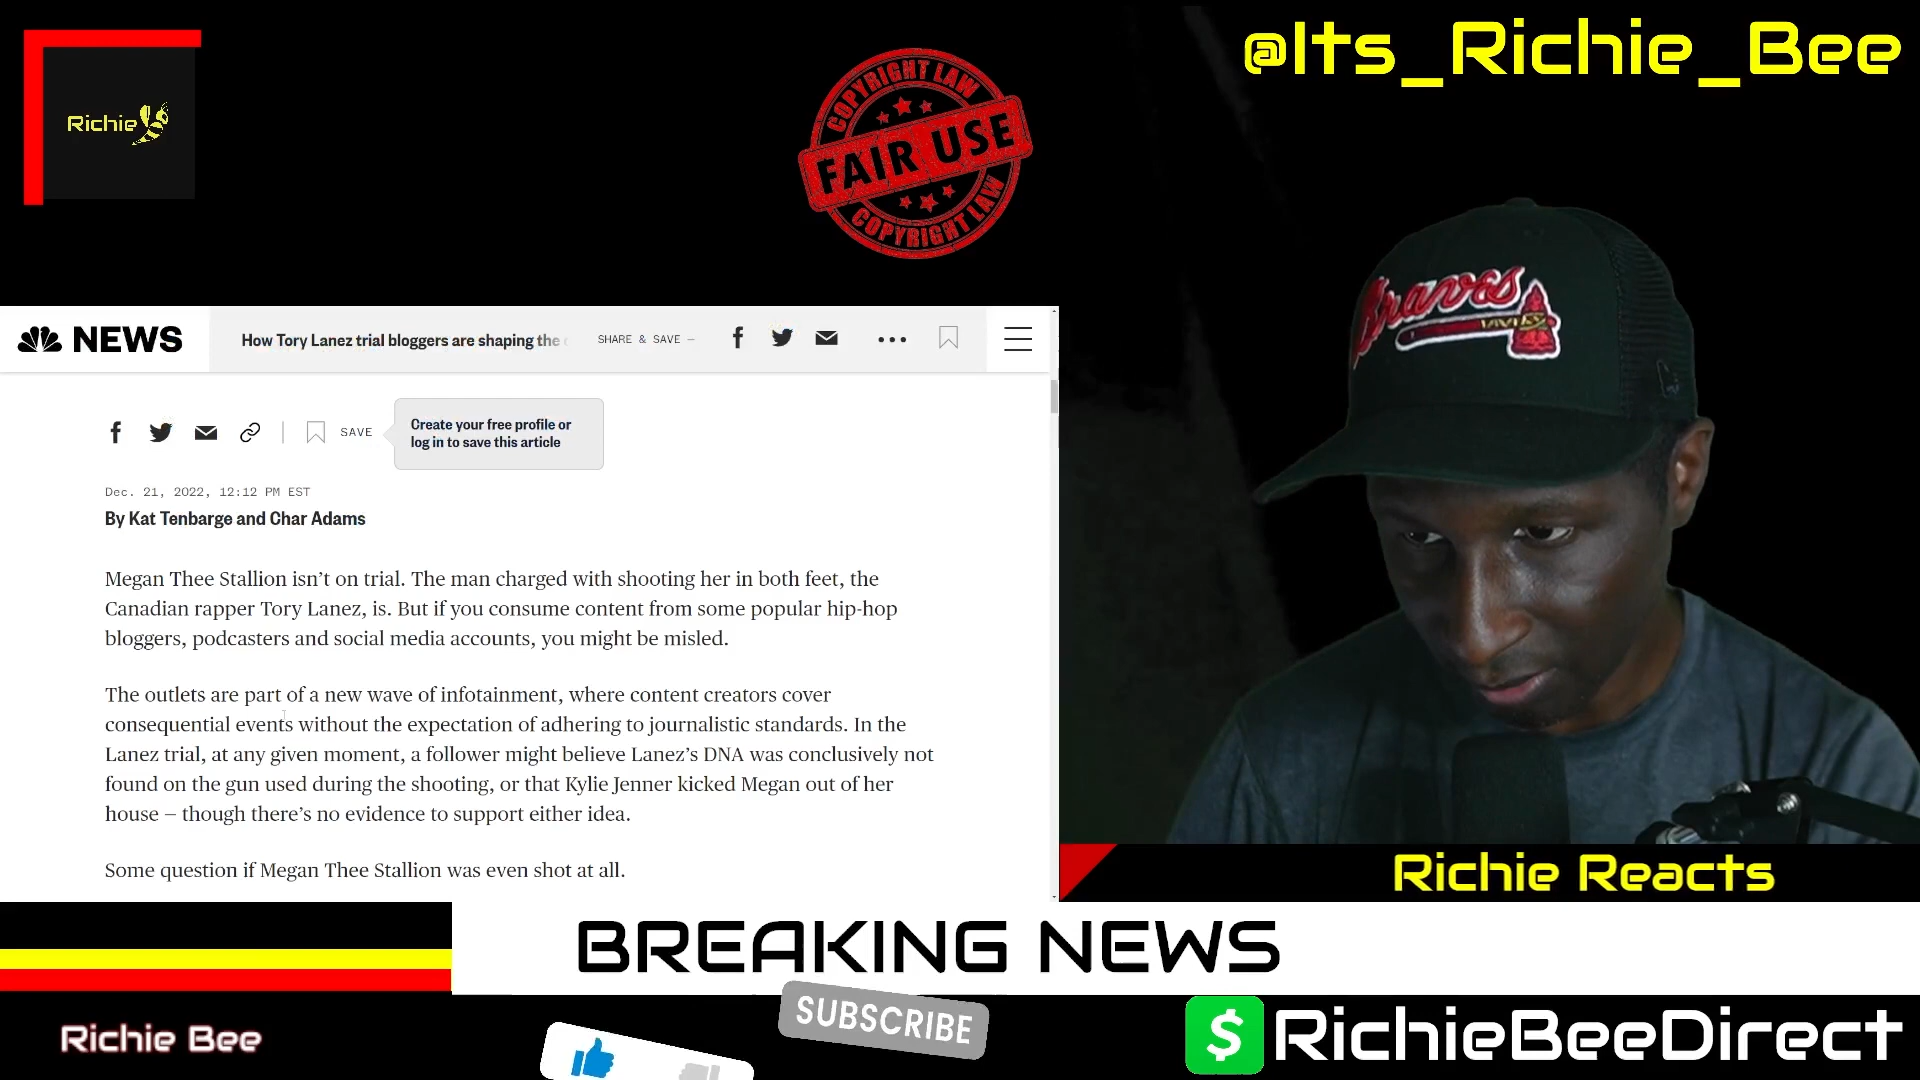 @Its_Richie_Bee
Richie
COPYRIGHT LAW
FAIR USE
COPYRIGHT LAW
Braves
NEWS
How Tory Lanez trial bloggers are shaping the
SHARE & SAVE —
SAVE
Create your free profile or
log in to save this article
Dec. 21, 2022, 12:12 PM EST
By Kat Tenbarge and Char Adams
Megan Thee Stallion isn’t on trial. The man charged with shooting her in both feet, the
Canadian rapper Tory Lanez, is. But if you consume content from some popular hip-hop
bloggers, podcasters and social media accounts, you might be misled.
The outlets are part of a new wave of infotainment, where content creators cover
consequential events without the expectation of adhering to journalistic standards. In the
Lanez trial, at any given moment, a follower might believe Lanez’s DNA was conclusively not
found on the gun used during the shooting, or that Kylie Jenner kicked Megan out of her
house — though there’s no evidence to support either idea.
Some question if Megan Thee Stallion was even shot at all.
Richie Reacts
BREAKING NEWS
SUBSCRIBE
Richie Bee
$ RichieBeeDirect